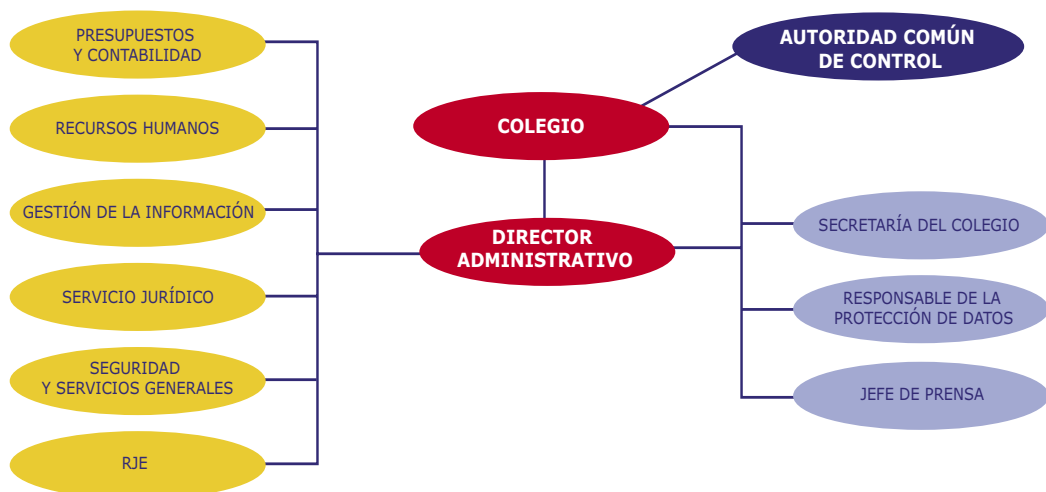 PRESUPUESTOS
Y CONTABILIDAD
RECURSOS HUMANOS
GESTIÓN DE LA INFORMACIÓN
SERVICIO JURÍDICO
SEGURIDAD
Y SERVICIOS GENERALES
RJE
COLEGIO
DIRECTOR
ADMINISTRATIVO
AUTORIDAD COMÚN
DE CONTROL
SECRETARÍA DEL COLEGIO
RESPONSABLE DE LA
PROTECCIÓN DE DATOS
JEFE DE PRENSA